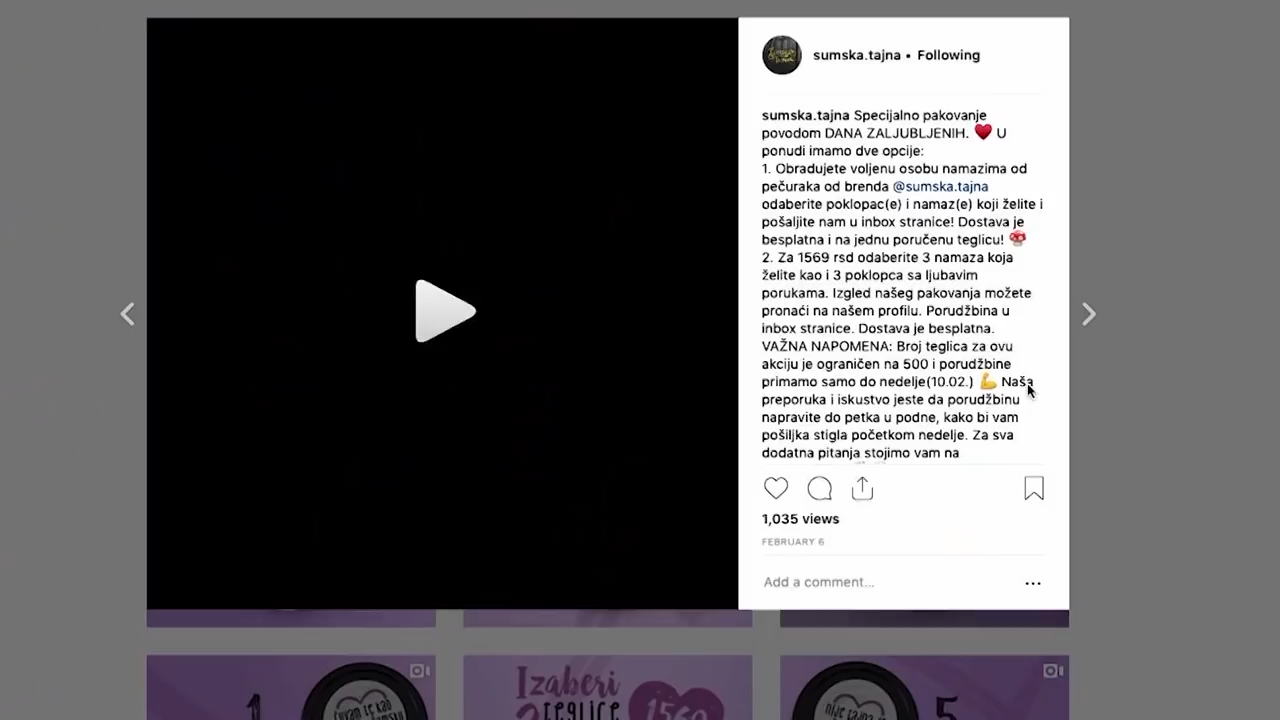 sumska.tajna • Following
sumska.tajna Specijalno pakovanje
povodom DANA ZALJUBLJENIH. ❤️ U
ponudi imamo dve opcije:
1. Obradujete voljenu osobu namazima od
pečuraka od brenda @sumska.tajna
odaberite poklopac(e) i namaz(e) koji želite i
pošaljite nam u inbox stranice! Dostava je
besplatna i na jednu poručenu teglicu! 🍄
2. Za 1569 rsd odaberite 3 namaza koja
želite kao i 3 poklopca sa ljubavim
porukama. Izgled našeg pakovanja možete
pronaći na našem profilu. Porudžbina u
inbox stranice. Dostava je besplatna.
VAŽNA NAPOMENA: Broj teglica za ovu
akciju je ograničen na 500 i porudžbine
primamo samo do nedelje(10.02.) 💪 Naša
preporuka i iskustvo jeste da porudžbinu
napravite do petka u podne, kako bi vam
pošiljka stigla početkom nedelje. Za sva
dodatna pitanja stojimo vam na
1,035 views
FEBRUARY 6
Add a comment...
1
čuvam te kao
Izaberi
teglice
nije tajna
5